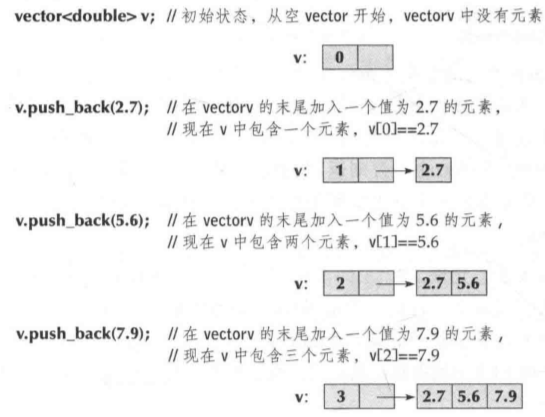 vector<double> v; // 初始状态，从空 vector 开始，vectorv 中没有元素
v: 0
v.push_back(2.7); // 在 vectorv 的末尾加入一个值为 2.7 的元素，
// 现在 v 中包含一个元素，v[0]==2.7
v: 1 2.7
v.push_back(5.6); // 在 vectorv 的末尾加入一个值为 5.6 的元素，
// 现在 v 中包含两个元素，v[1]==5.6
v: 2 2.7 5.6
v.push_back(7.9); // 在 vectorv 的末尾加入一个值为 7.9 的元素，
// 现在 v 中包含三个元素，v[2]==7.9
v: 3 2.7 5.6 7.9